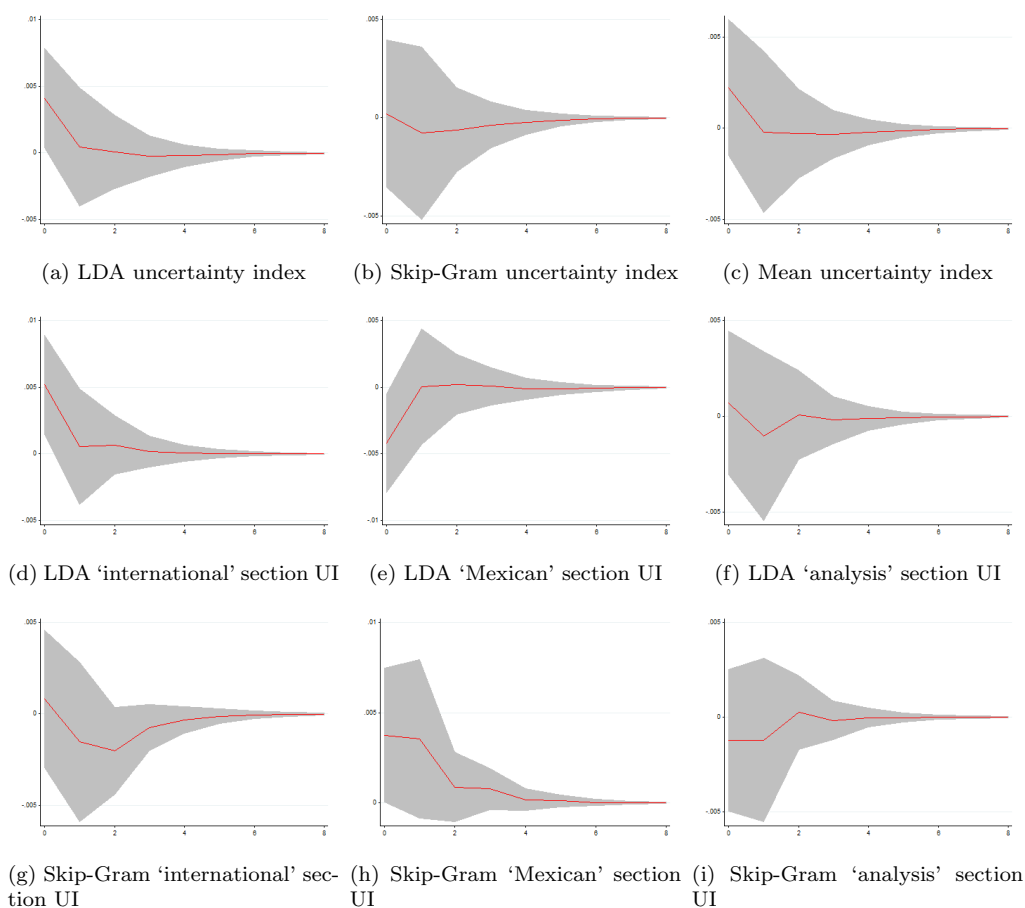 .01
.005
0
-.005
0 2 4 6 8
(a) LDA uncertainty index
.005
0
-.005
0 2 4 6 8
(b) Skip-Gram uncertainty index
.005
0
-.005
0 2 4 6 8
(c) Mean uncertainty index
.01
.005
0
-.005
0 2 4 6 8
(d) LDA ‘international’ section UI
.005
0
-.005
-.01
0 2 4 6 8
(e) LDA ‘Mexican’ section UI
.005
0
-.005
0 2 4 6 8
(f) LDA ‘analysis’ section UI
.005
0
-.005
0 2 4 6 8
(g) Skip-Gram ‘international’ sec-
tion UI
.01
.005
0
0 2 4 6 8
(h) Skip-Gram ‘Mexican’ section
UI
.005
0
-.005
0 2 4 6 8
(i) Skip-Gram ‘analysis’ section
UI